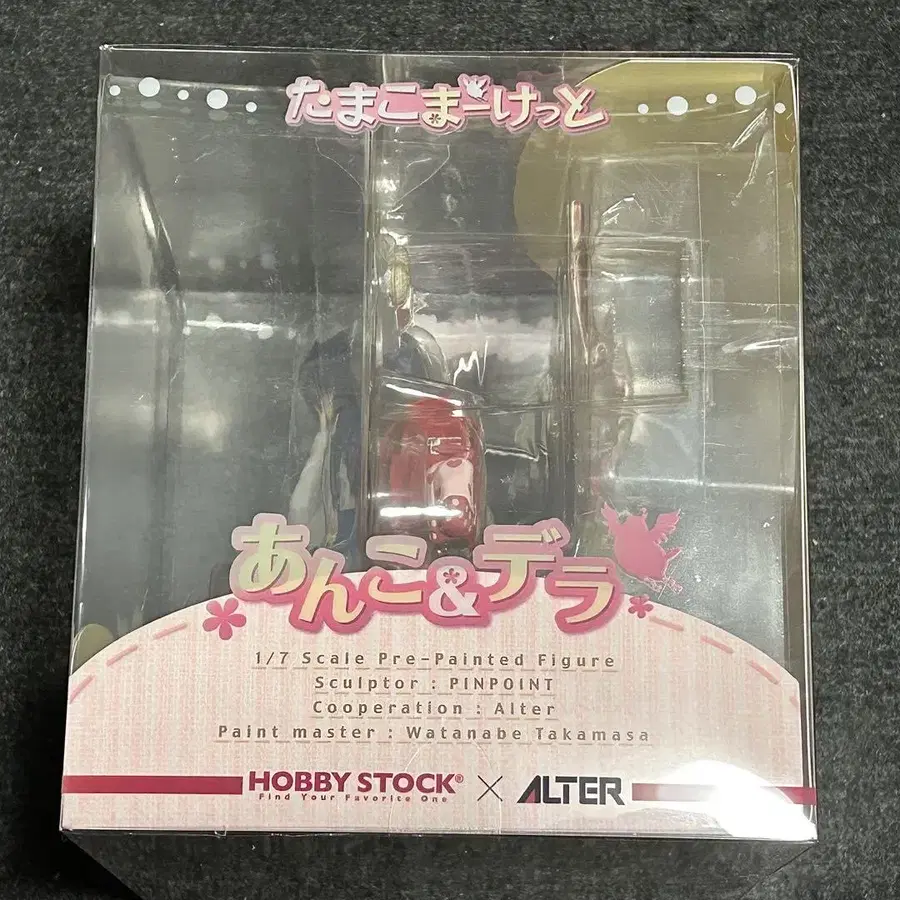 たまこまーけっと
あんこ&デラ
1/7 Scale Pre-Painted Figure
Sculptor : PINPOINT
Cooperation : Alter
Paint master : Watanabe Takamasa
HOBBY STOCK® × ALTER
Find Your Favorite One